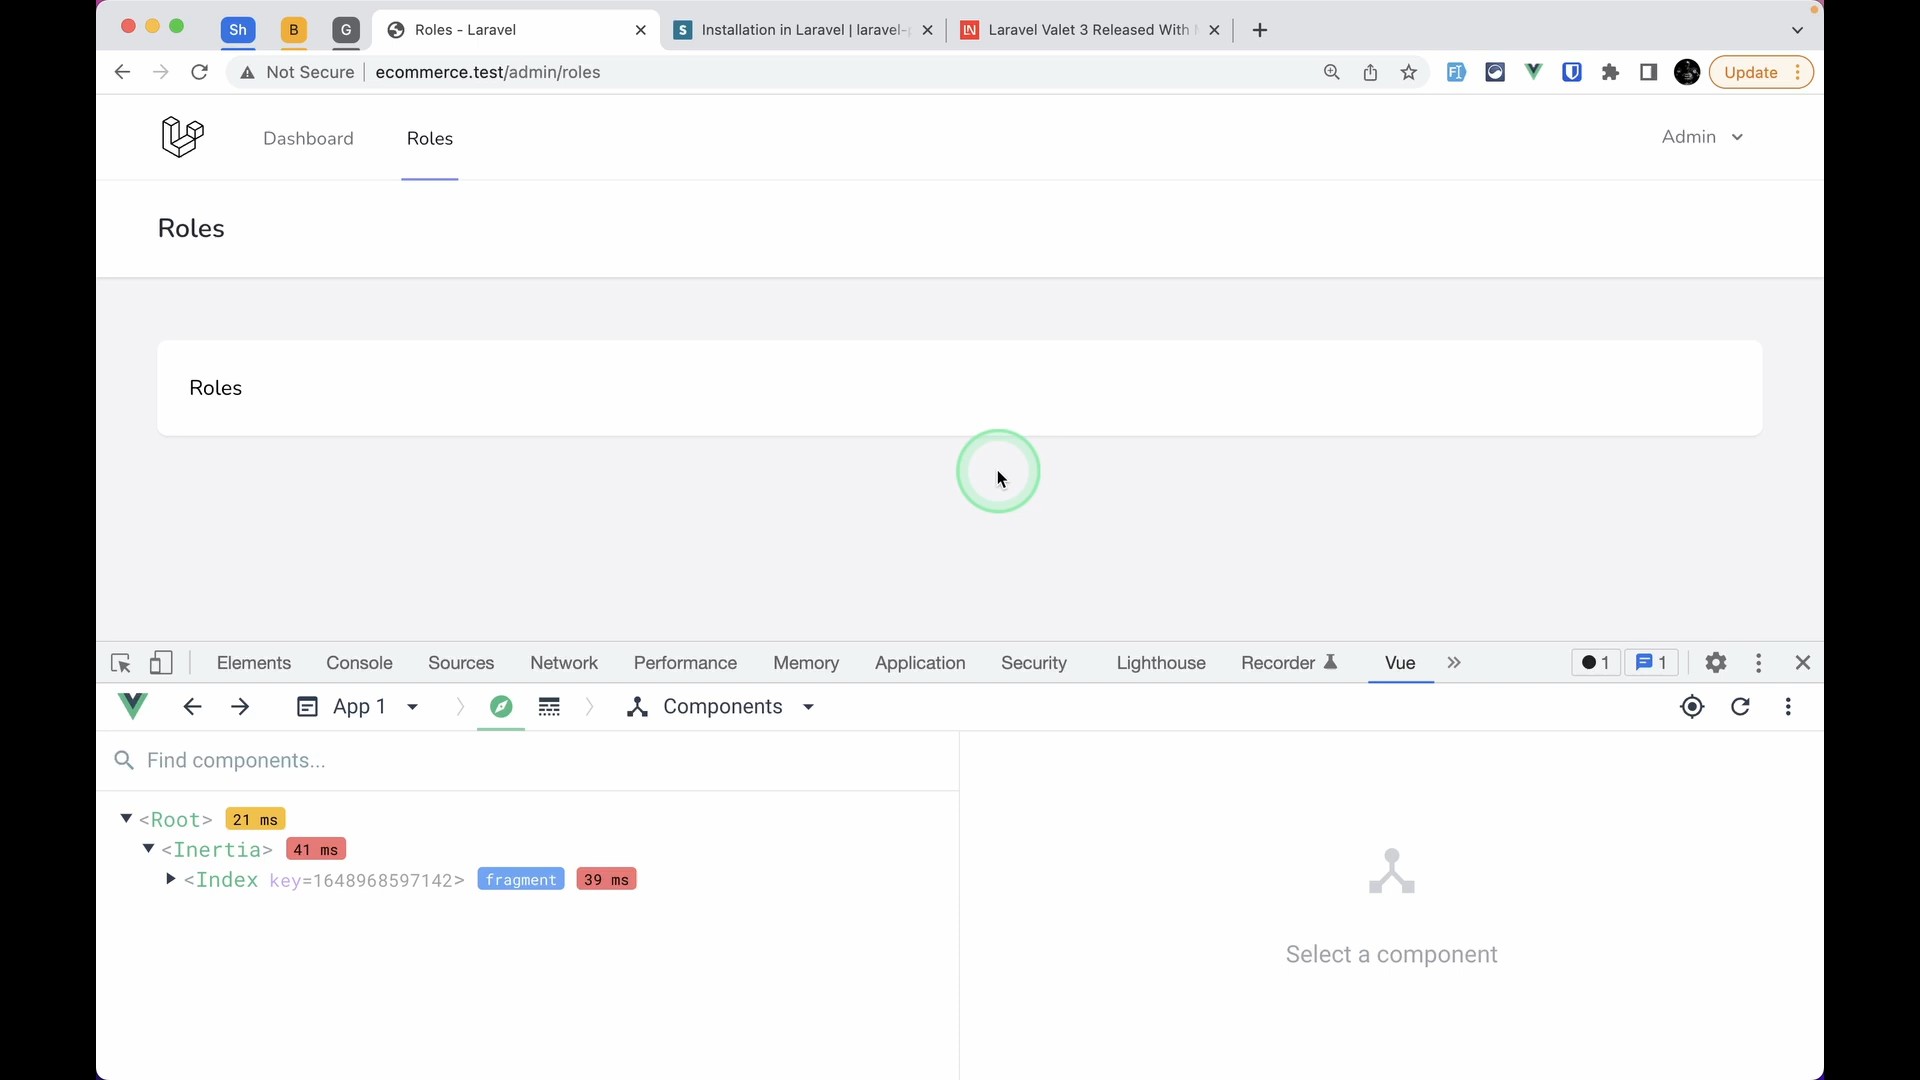 Sh
B
G
Roles - Laravel
Installation in Laravel | laravel-
LN
Laravel Valet 3 Released With
Not Secure
ecommerce.test/admin/roles
Update
Dashboard
Roles
Admin
Roles
Roles
Elements
Console
Sources
Network
Performance
Memory
Application
Security
Lighthouse
Recorder
Vue
1
1
App 1
Components
Find components...
<Root> 21 ms
<Inertia> 41 ms
<Index key=1648968597142> fragment 39 ms
Select a component